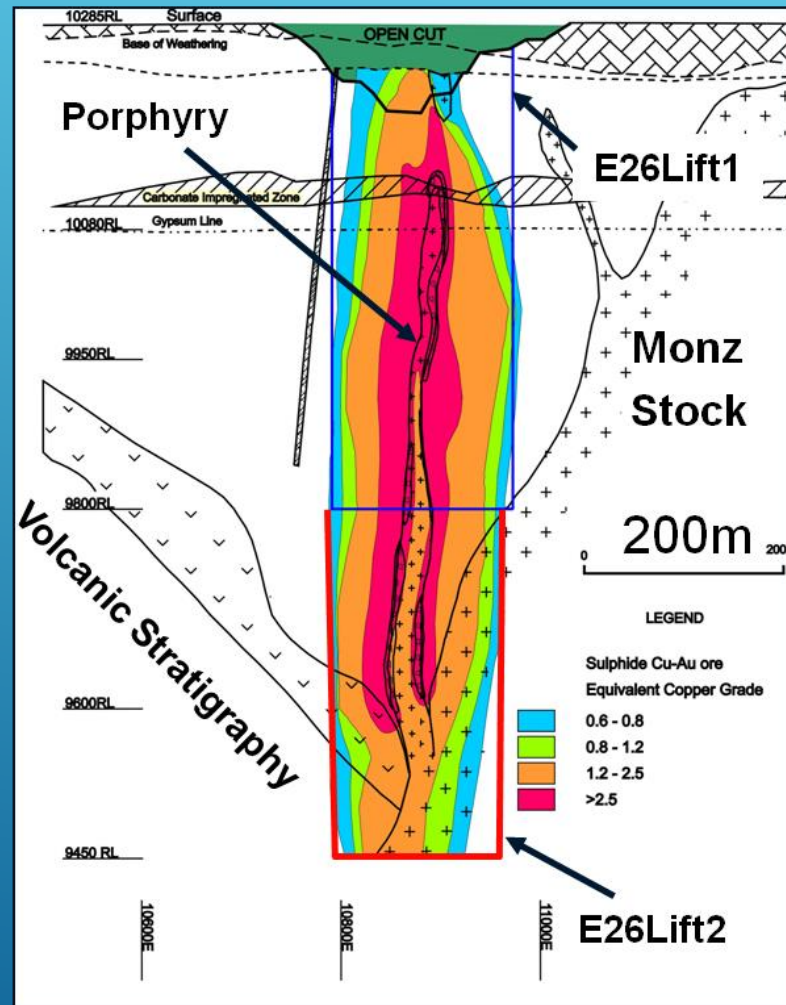 10285RL
Surface
OPEN CUT
Base of Weathering
Porphyry
E26Lift1
Carbonate Impregnated Zone
10080RL
Gypsum Line
9950RL
Monz
Stock
9800RL
Volcanic Stratigraphy
200m
0
200
LEGEND
Sulphide Cu-Au ore
Equivalent Copper Grade
0.6 - 0.8
0.8 - 1.2
1.2 - 2.5
>2.5
9600RL
9450 RL
10600E
10800E
11000E
E26Lift2